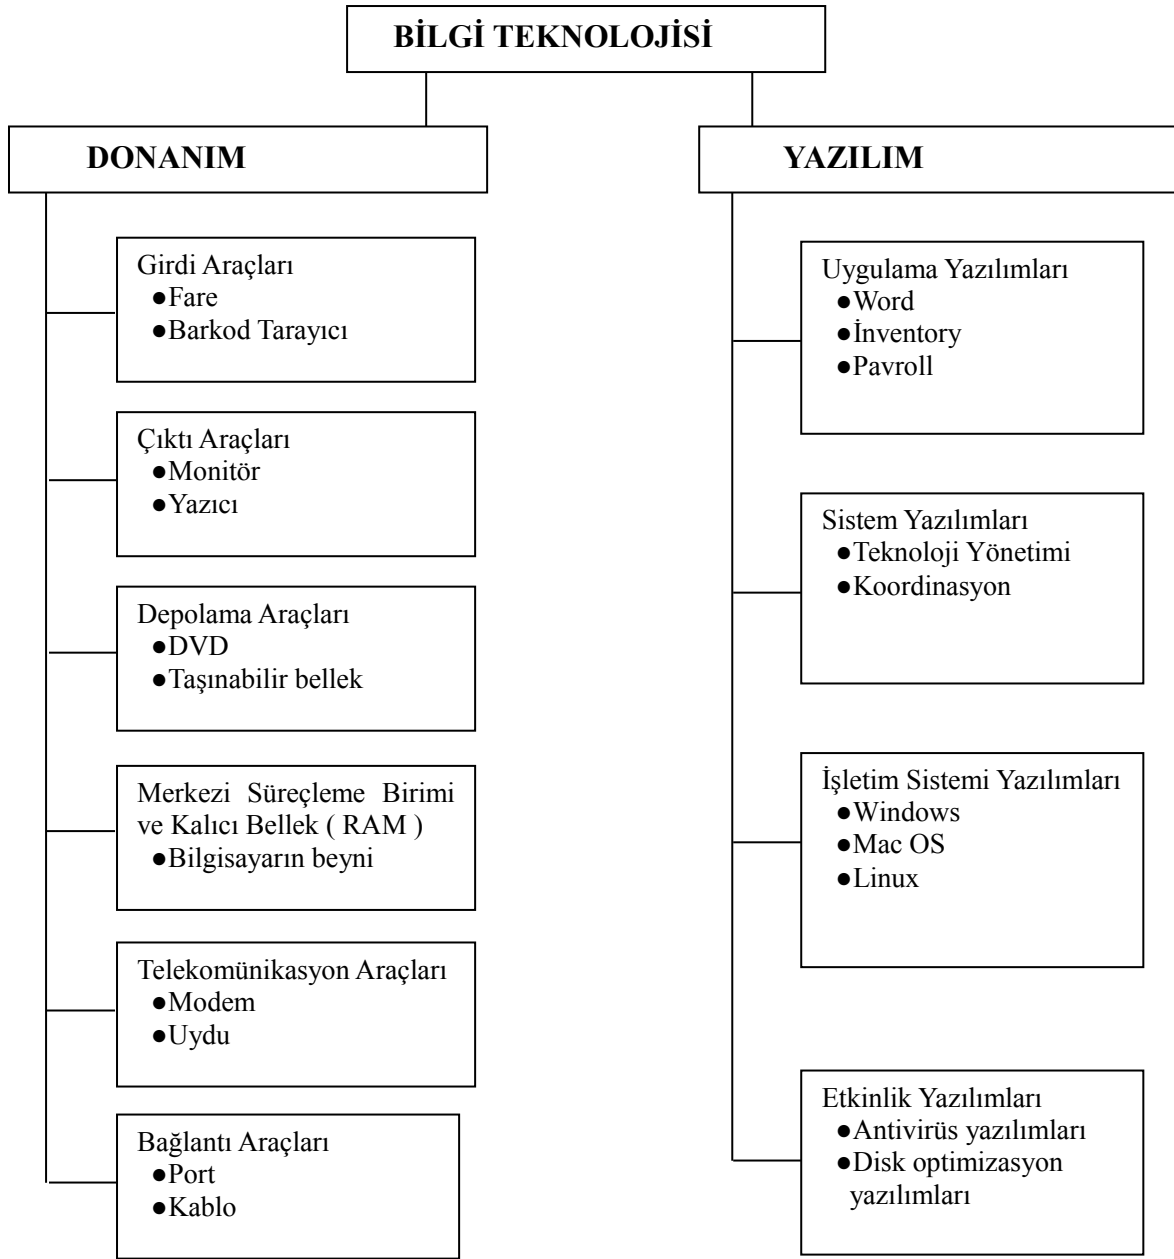 BİLGİ TEKNOLOJİSİ
DONANIM
Girdi Araçları
●Fare
●Barkod Tarayıcı
Çıktı Araçları
●Monitör
●Yazıcı
Depolama Araçları
●DVD
●Taşınabilir bellek
Merkezi Süreçleme Birimi
ve Kalıcı Bellek ( RAM )
●Bilgisayarın beyni
Telekomünikasyon Araçları
●Modem
●Uydu
Bağlantı Araçları
●Port
●Kablo
YAZILIM
Uygulama Yazılımları
●Word
●İnventory
●Pavroll
Sistem Yazılımları
●Teknoloji Yönetimi
●Koordinasyon
İşletim Sistemi Yazılımları
●Windows
●Mac OS
●Linux
Etkinlik Yazılımları
●Antivirüs yazılımları
●Disk optimizasyon
yazılımları